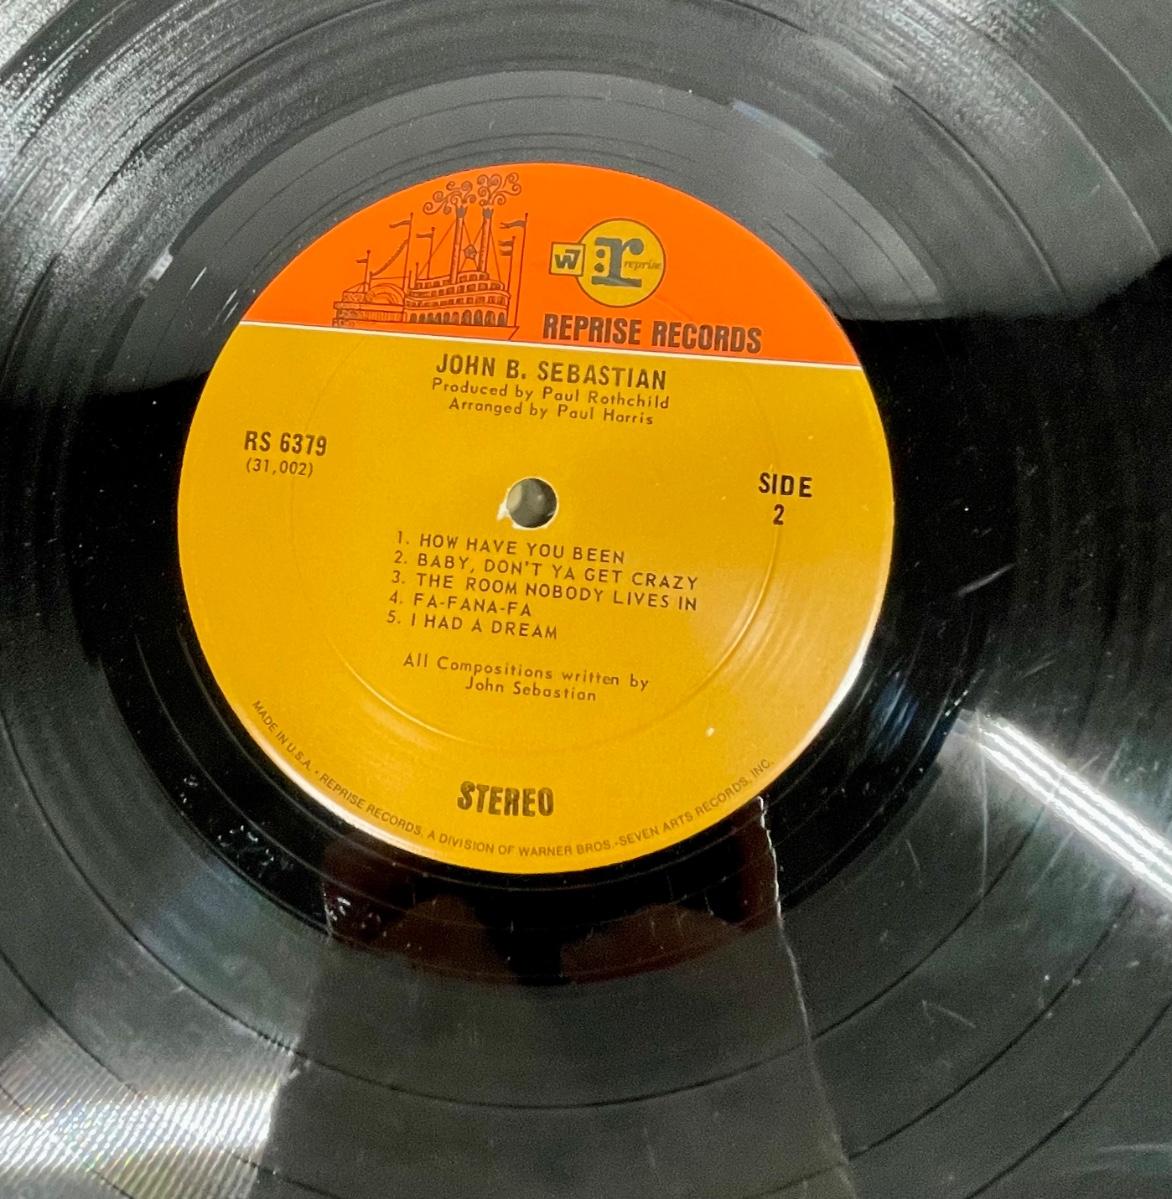 W7 :r reprise
REPRISE RECORDS
JOHN B. SEBASTIAN
Produced by Paul Rothchild
Arranged by Paul Harris
RS 6379
(31,002)
SIDE
2
1. HOW HAVE YOU BEEN
2. BABY, DON'T YA GET CRAZY
3. THE ROOM NOBODY LIVES IN
4. FA-FANA-FA
5. I HAD A DREAM
All Compositions written by
John Sebastian
STEREO
MADE IN U.S.A. • REPRISE RECORDS, A DIVISION OF WARNER BROS.-SEVEN ARTS RECORDS, INC.